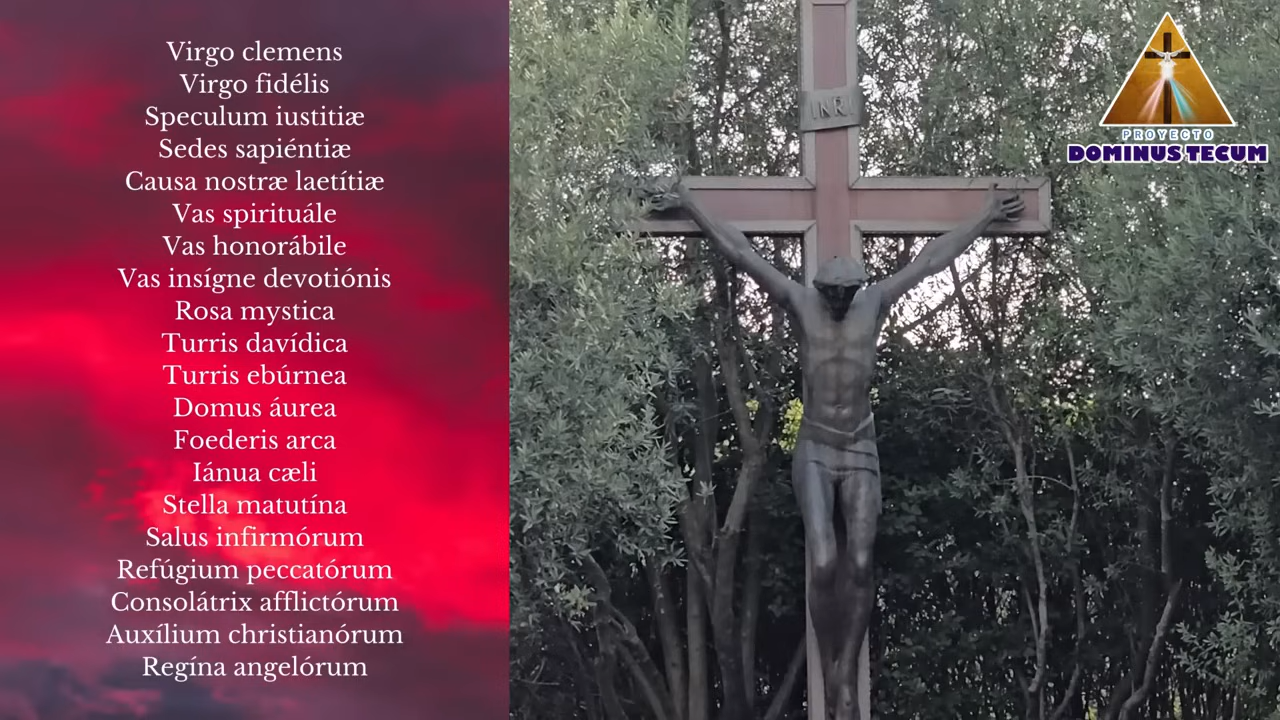 Virgo clemens
Virgo fidélis
Speculum iustitiæ
Sedes sapiéntiæ
Causa nostræ laetítiæ
Vas spirituále
Vas honorábile
Vas insígne devotiónis
Rosa mystica
Turris davídica
Turris ebúrnea
Domus áurea
Foederis arca
Iánua cæli
Stella matutína
Salus infirmórum
Refúgium peccatórum
Consolátrix afflictórum
Auxílium christianórum
Regína angelórum
INRI
PROYECTO
DOMINUS TECUM